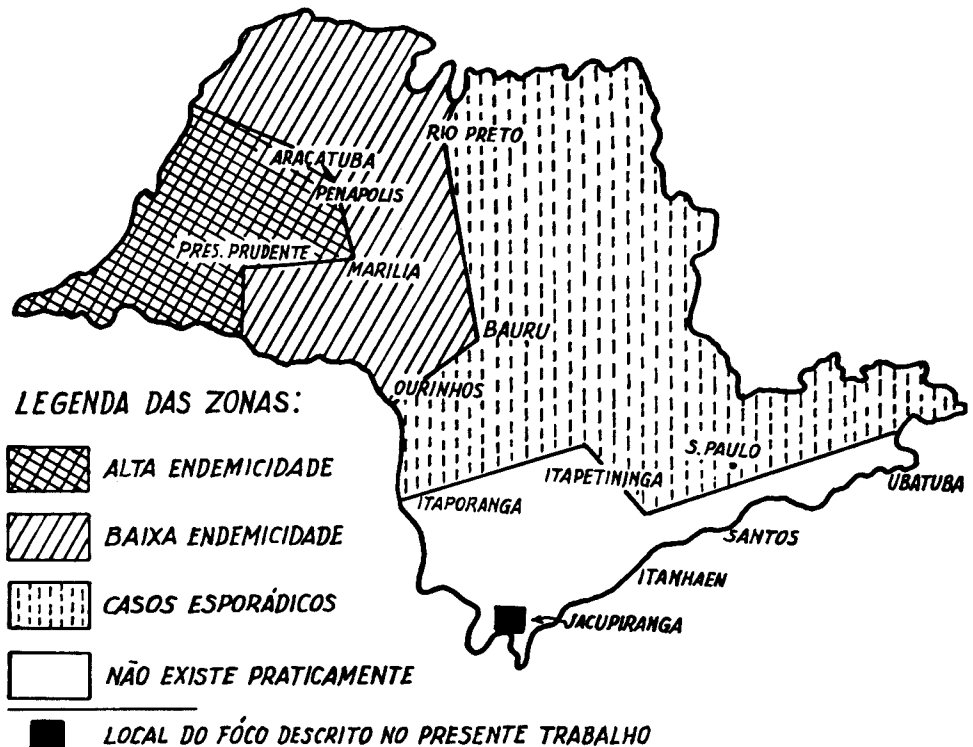 RIO PRETO
ARAÇATUBA
PENAPOLIS
PRES. PRUDENTE
MARILIA
BAURU
OURINHOS
S. PAULO
ITAPETININGA
UBATUBA
ITAPORANGA
SANTOS
ITANHAEN
JACUPIRANGA
LEGENDA DAS ZONAS:
ALTA ENDEMICIDADE
BAIXA ENDEMICIDADE
CASOS ESPORÁDICOS
NÃO EXISTE PRATICAMENTE
LOCAL DO FÓCO DESCRITO NO PRESENTE TRABALHO